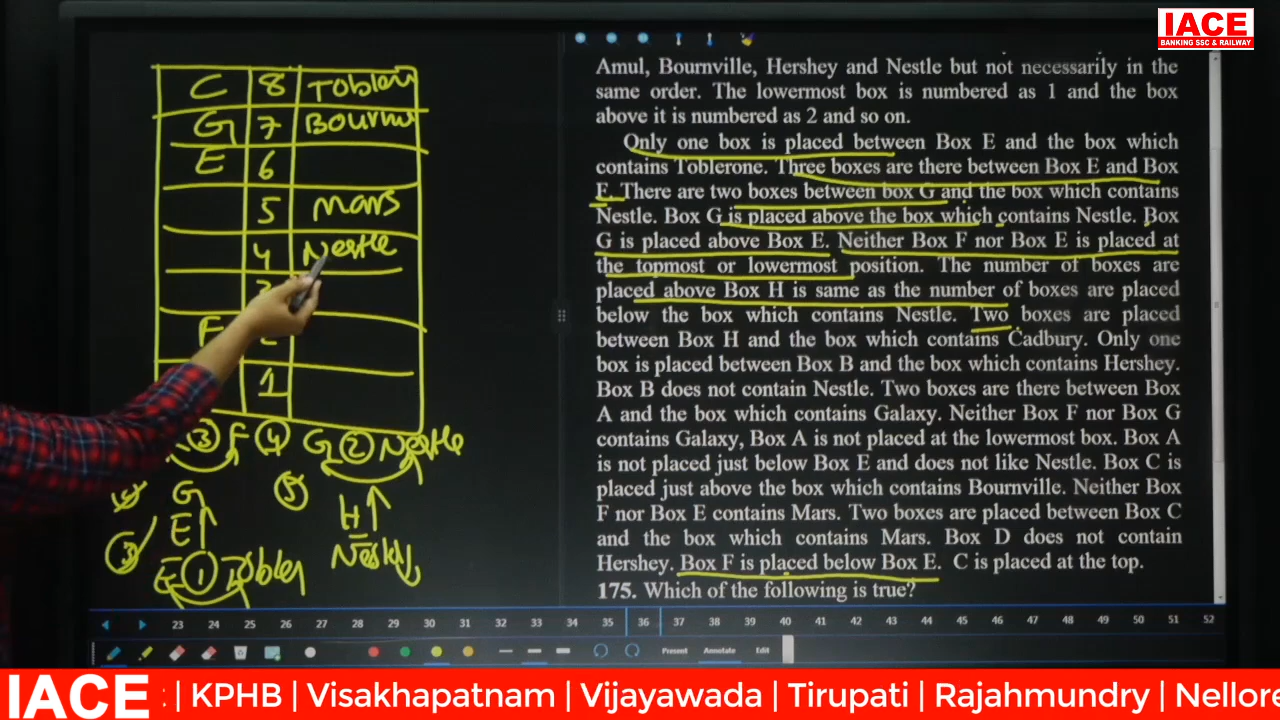 IACE
BANKING SSC & RAILWAY
C 8 Toblern
G 7 Bournvi
E 6
5 Mars
4 Nestle
F
1
3 F 4 G 2 Nestle
G 5
E H
3 Nestly
1 Tobler
Amul, Bournville, Hershey and Nestle but not necessarily in the
same order. The lowermost box is numbered as 1 and the box
above it is numbered as 2 and so on.
Only one box is placed between Box E and the box which
contains Toblerone. Three boxes are there between Box E and Box
F. There are two boxes between box G and the box which contains
Nestle. Box G is placed above the box which contains Nestle. Box
G is placed above Box E. Neither Box F nor Box E is placed at
the topmost or lowermost position. The number of boxes are
placed above Box H is same as the number of boxes are placed
below the box which contains Nestle. Two boxes are placed
between Box H and the box which contains Cadbury. Only one
box is placed between Box B and the box which contains Hershey.
Box B does not contain Nestle. Two boxes are there between Box
A and the box which contains Galaxy. Neither Box F nor Box G
contains Galaxy, Box A is not placed at the lowermost box. Box A
is not placed just below Box E and does not like Nestle. Box C is
placed just above the box which contains Bournville. Neither Box
F nor Box E contains Mars. Two boxes are placed between Box C
and the box which contains Mars. Box D does not contain
Hershey. Box F is placed below Box E. C is placed at the top.
175. Which of the following is true?
23 24 25 26 27 28 29 30 31 32 33 34 35 36 37 38 39 40 41 42 43 44 45 46 47 48 49 50 51 52
Present Annotate Edit
IACE | KPHB | Visakhapatnam | Vijayawada | Tirupati | Rajahmundry | Nellore